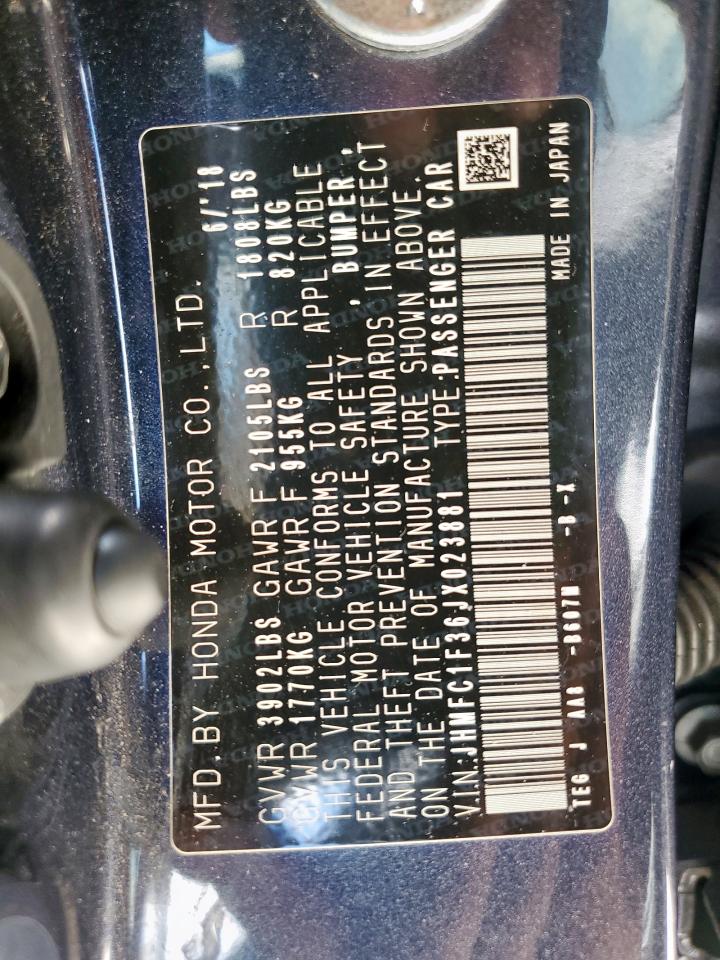 MFD.BY HONDA MOTOR CO.,LTD. 6/'18
GVWR 3902LBS GAWR F 2105LBS R 1808LBS
GVWR 1770KG GAWR F 955KG R 820KG
THIS VEHICLE CONFORMS TO ALL APPLICABLE
FEDERAL MOTOR VEHICLE SAFETY , BUMPER ,
AND THEFT PREVENTION STANDARDS IN EFFECT
ON THE DATE OF MANUFACTURE SHOWN ABOVE.
V.I.N:JHMFC1F36JX023881 TYPE:PASSENGER CAR
TEG J AA8 -B607M -B -X MADE IN JAPAN